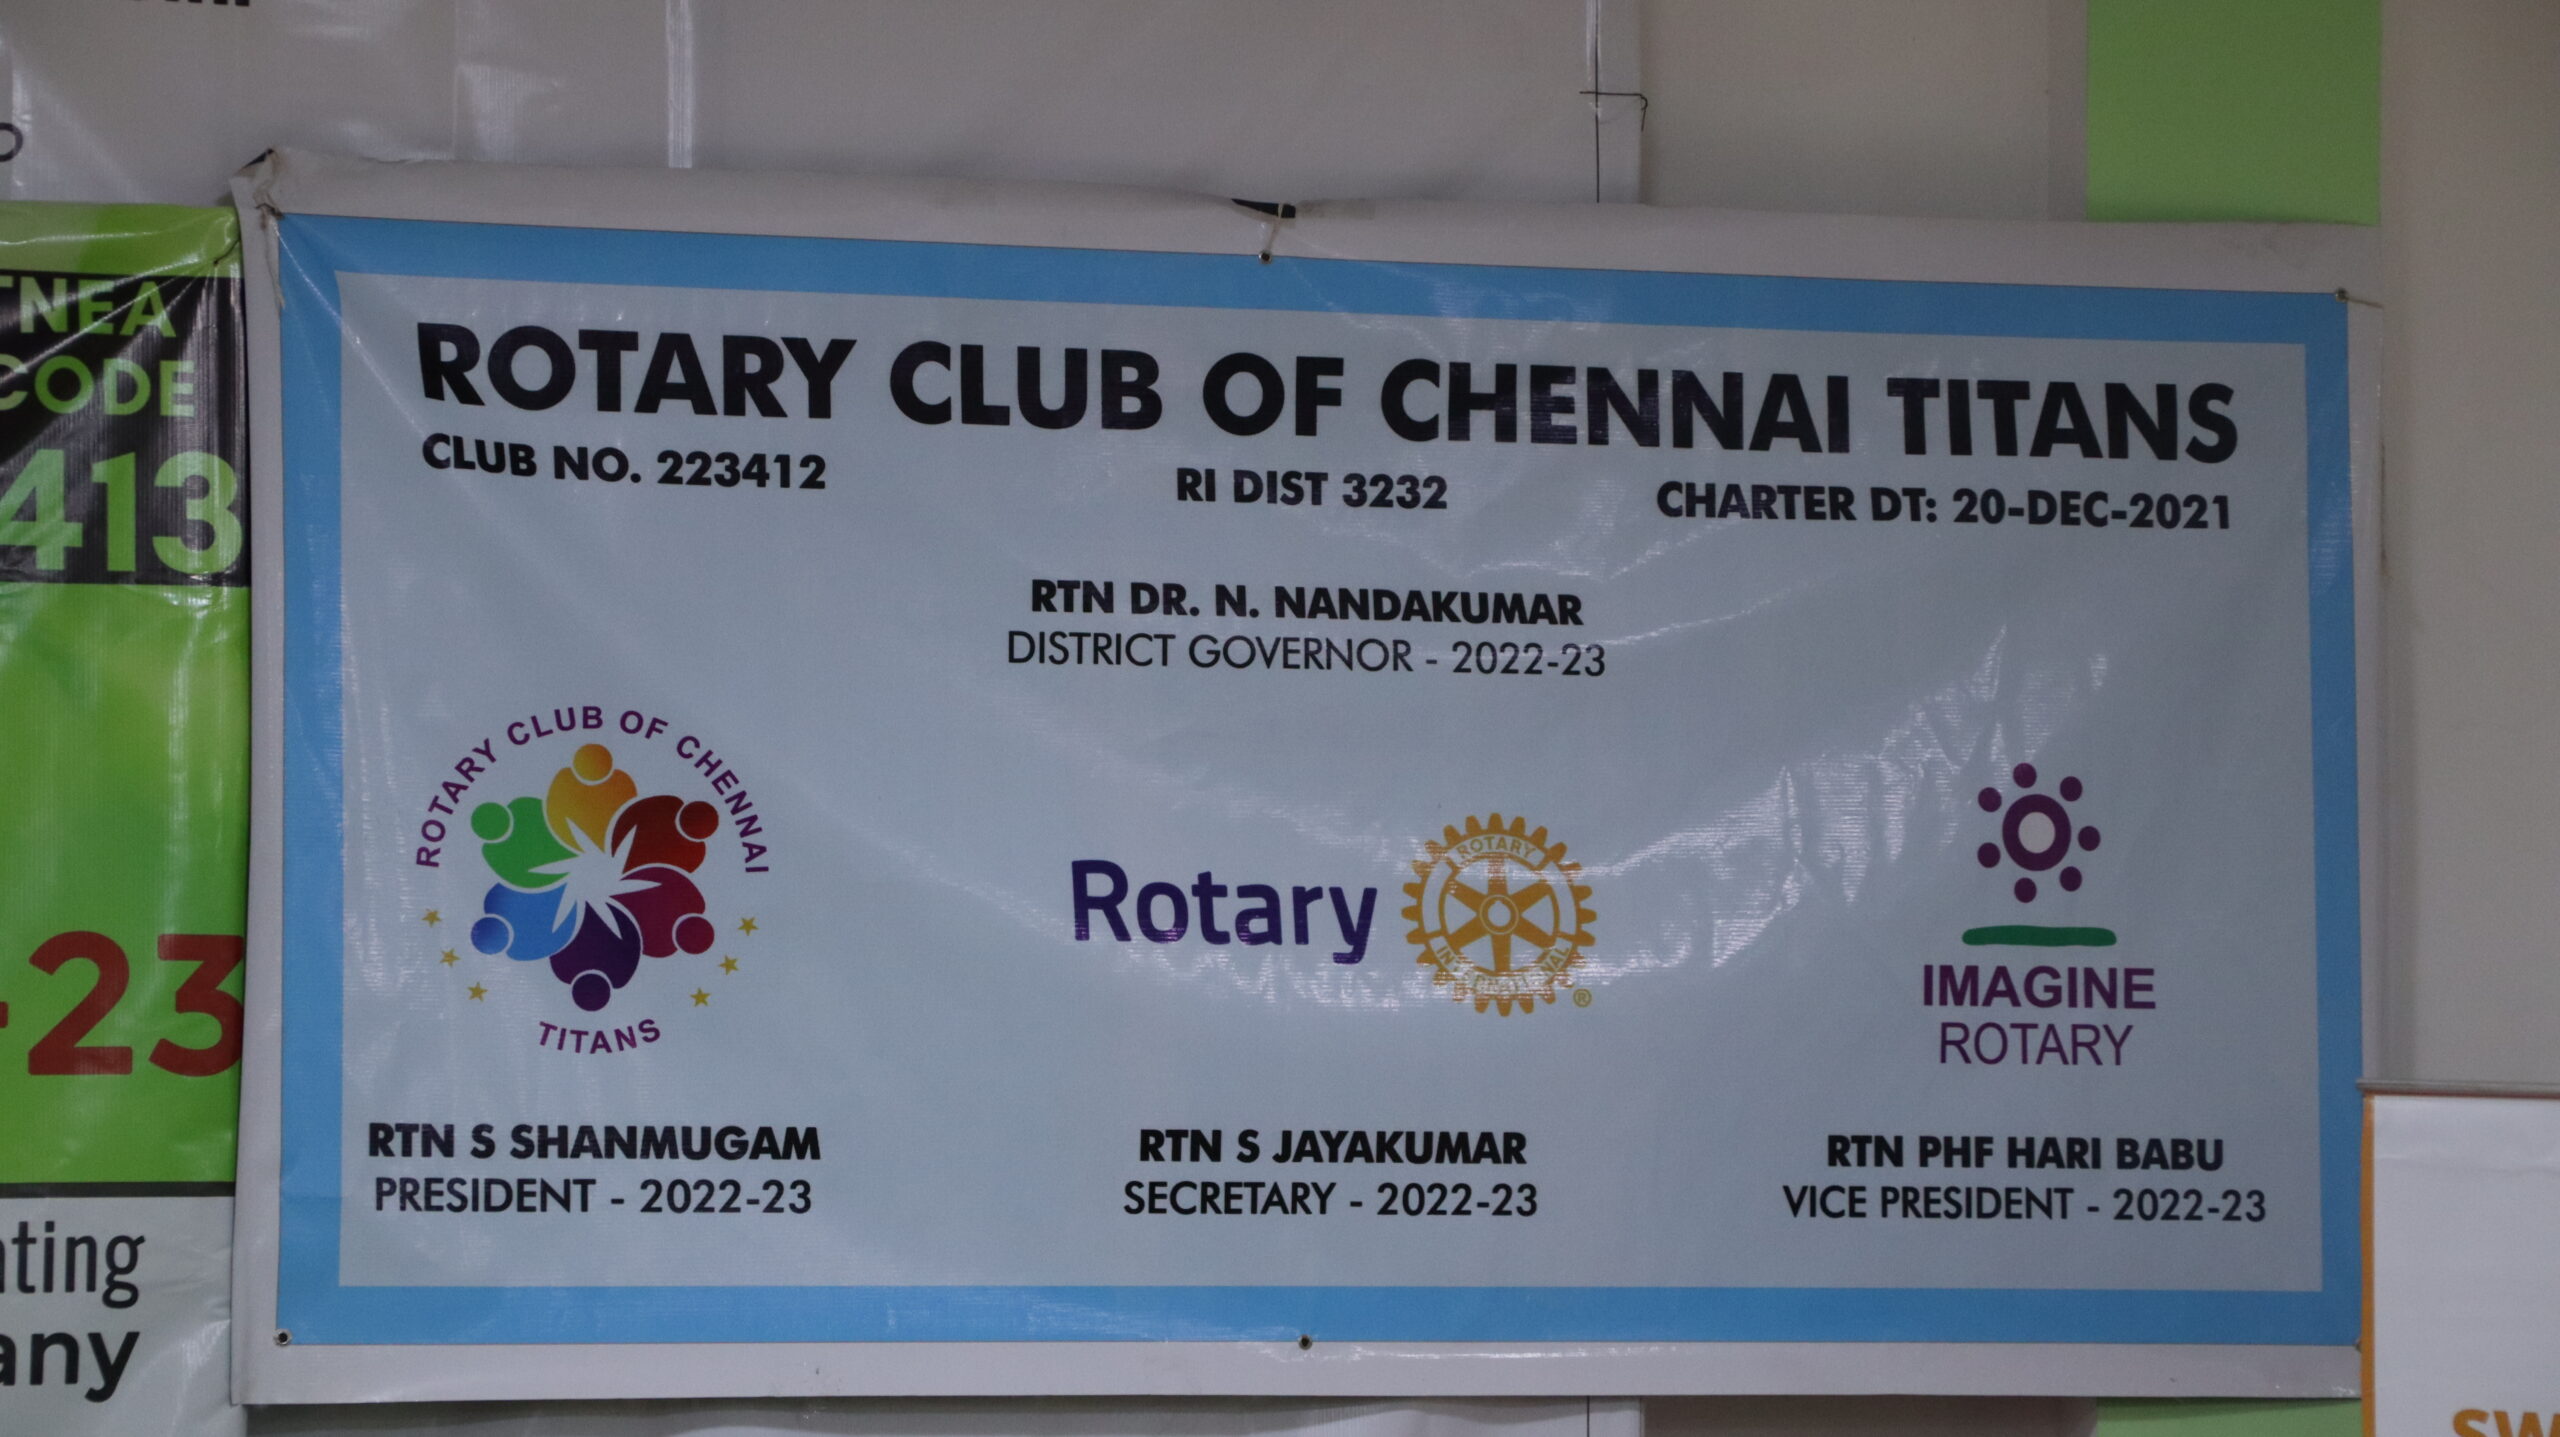 TNEA
CODE
413
-23
ating
any
ROTARY CLUB OF CHENNAI TITANS
CLUB NO. 223412
RI DIST 3232
CHARTER DT: 20-DEC-2021
RTN DR. N. NANDAKUMAR
DISTRICT GOVERNOR - 2022-23
ROTARY CLUB OF CHENNAI
TITANS
Rotary
ROTARY
INTERNATIONAL
®
IMAGINE
ROTARY
RTN S SHANMUGAM
PRESIDENT - 2022-23
RTN S JAYAKUMAR
SECRETARY - 2022-23
RTN PHF HARI BABU
VICE PRESIDENT - 2022-23
SW